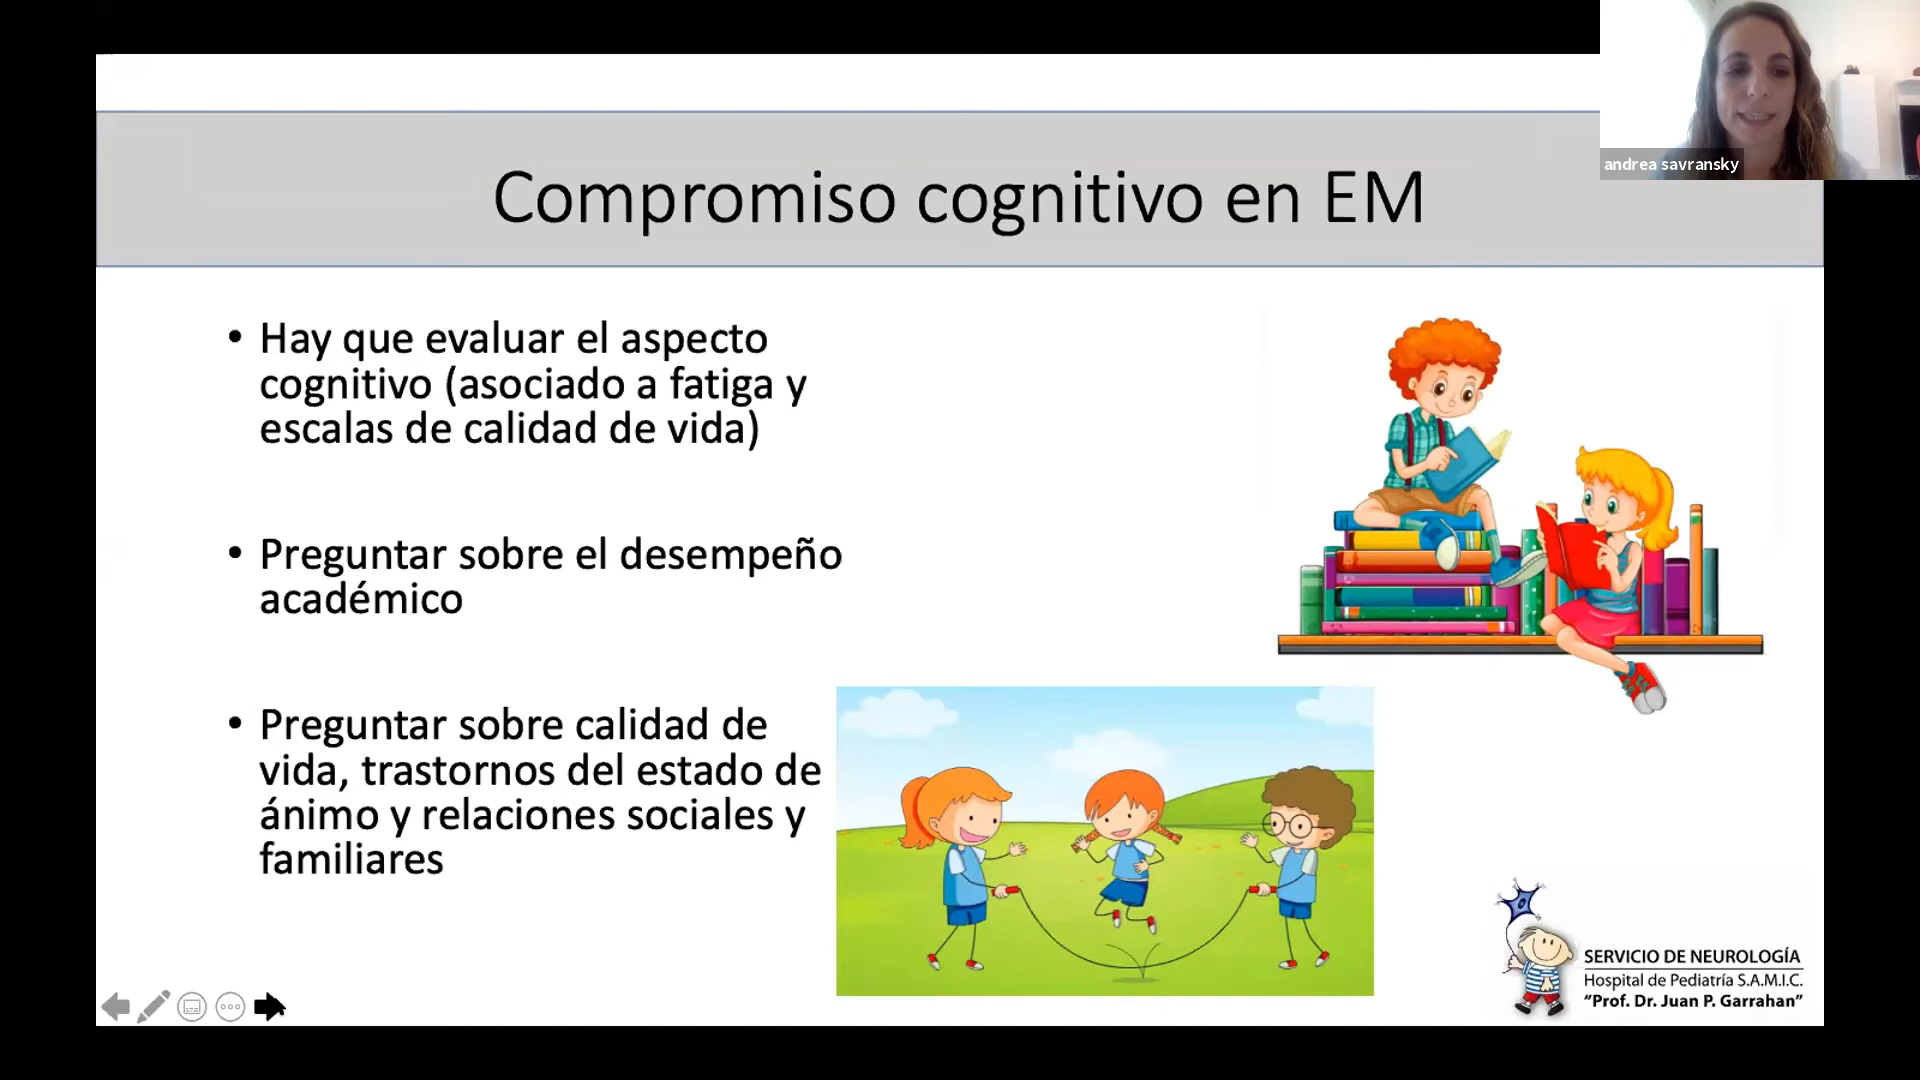 andrea savransky
Compromiso cognitivo en EM
• Hay que evaluar el aspecto
cognitivo (asociado a fatiga y
escalas de calidad de vida)
• Preguntar sobre el desempeño
académico
• Preguntar sobre calidad de
vida, trastornos del estado de
ánimo y relaciones sociales y
familiares
SERVICIO DE NEUROLOGÍA
Hospital de Pediatría S.A.M.I.C.
“Prof. Dr. Juan P. Garrahan”